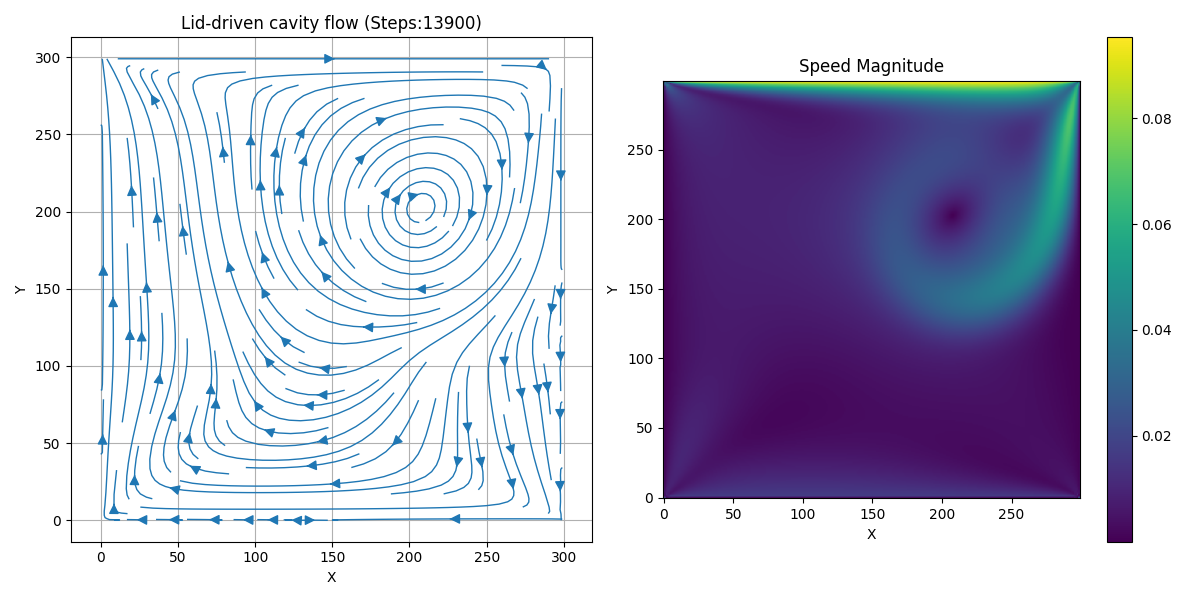 Lid-driven cavity flow (Steps:13900)
300
250
200
150
100
50
0
Y
0 50 100 150 200 250 300
X
Speed Magnitude
250
200
150
100
50
0
Y
0 50 100 150 200 250
X
0.08
0.06
0.04
0.02